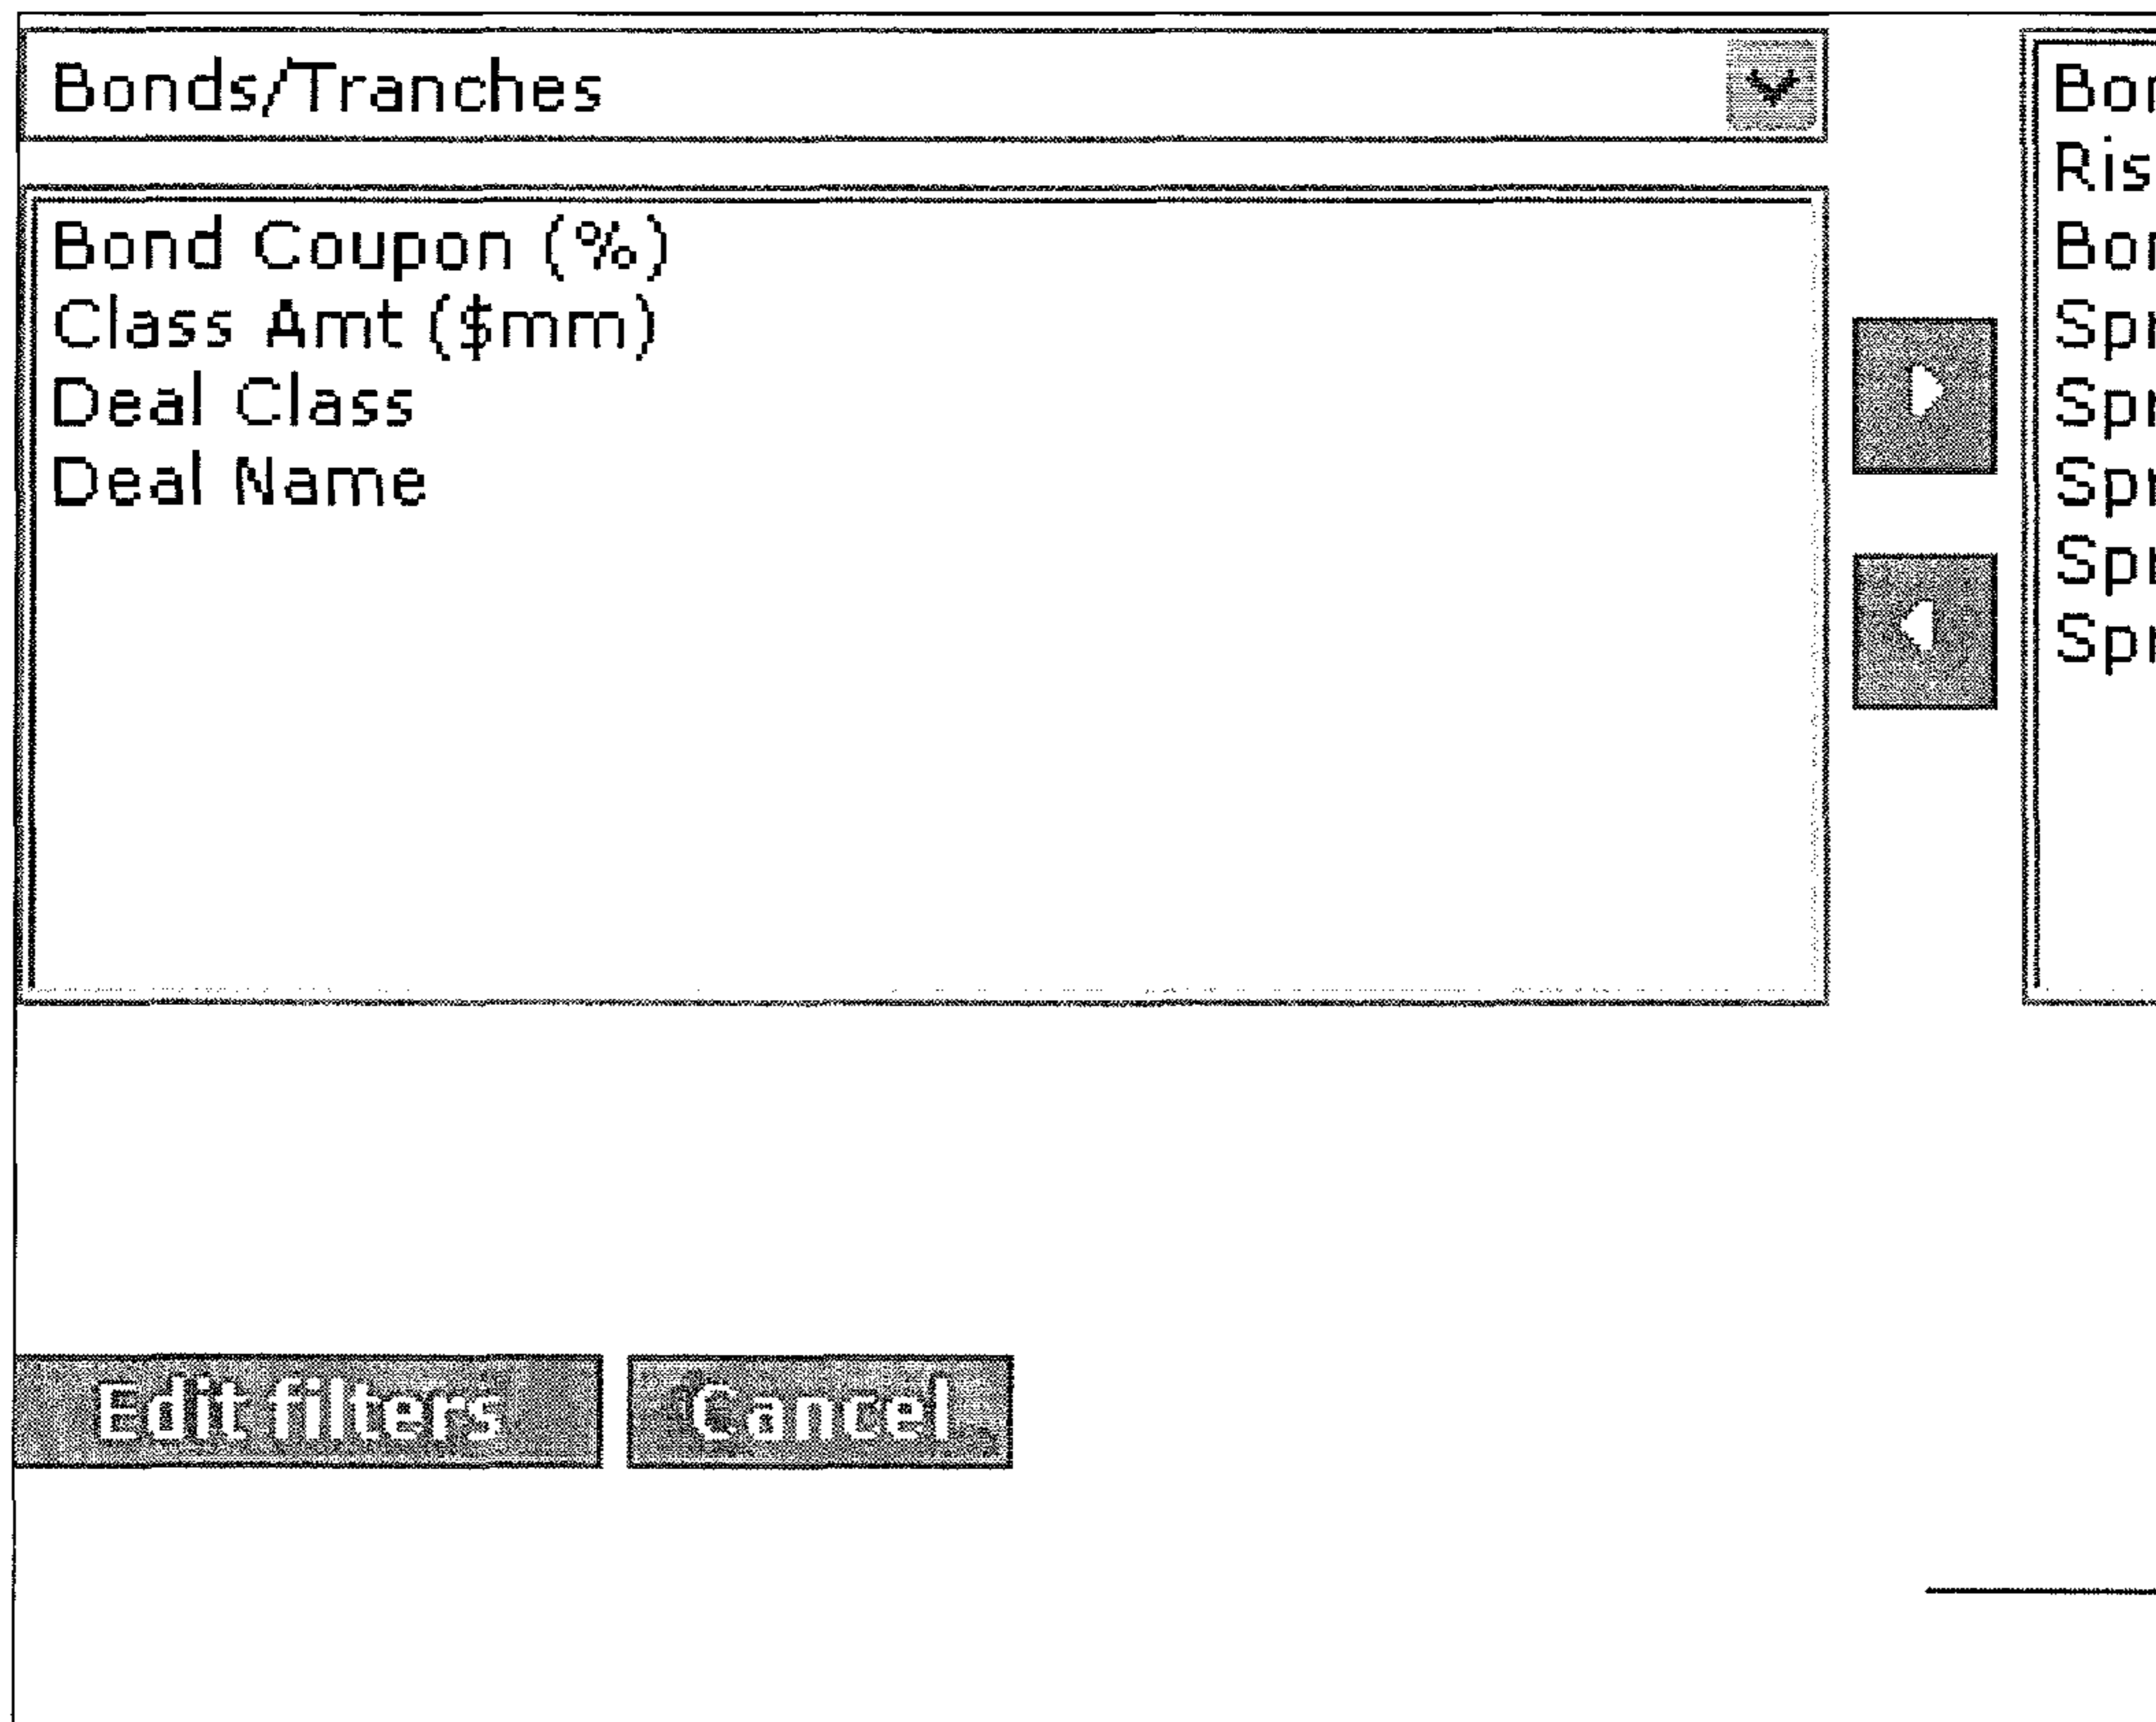 Bonds/Tranches
Bond Coupon (%)
Class Amt ($mm)
Deal Class
Deal Name
Edit filters
Cancel